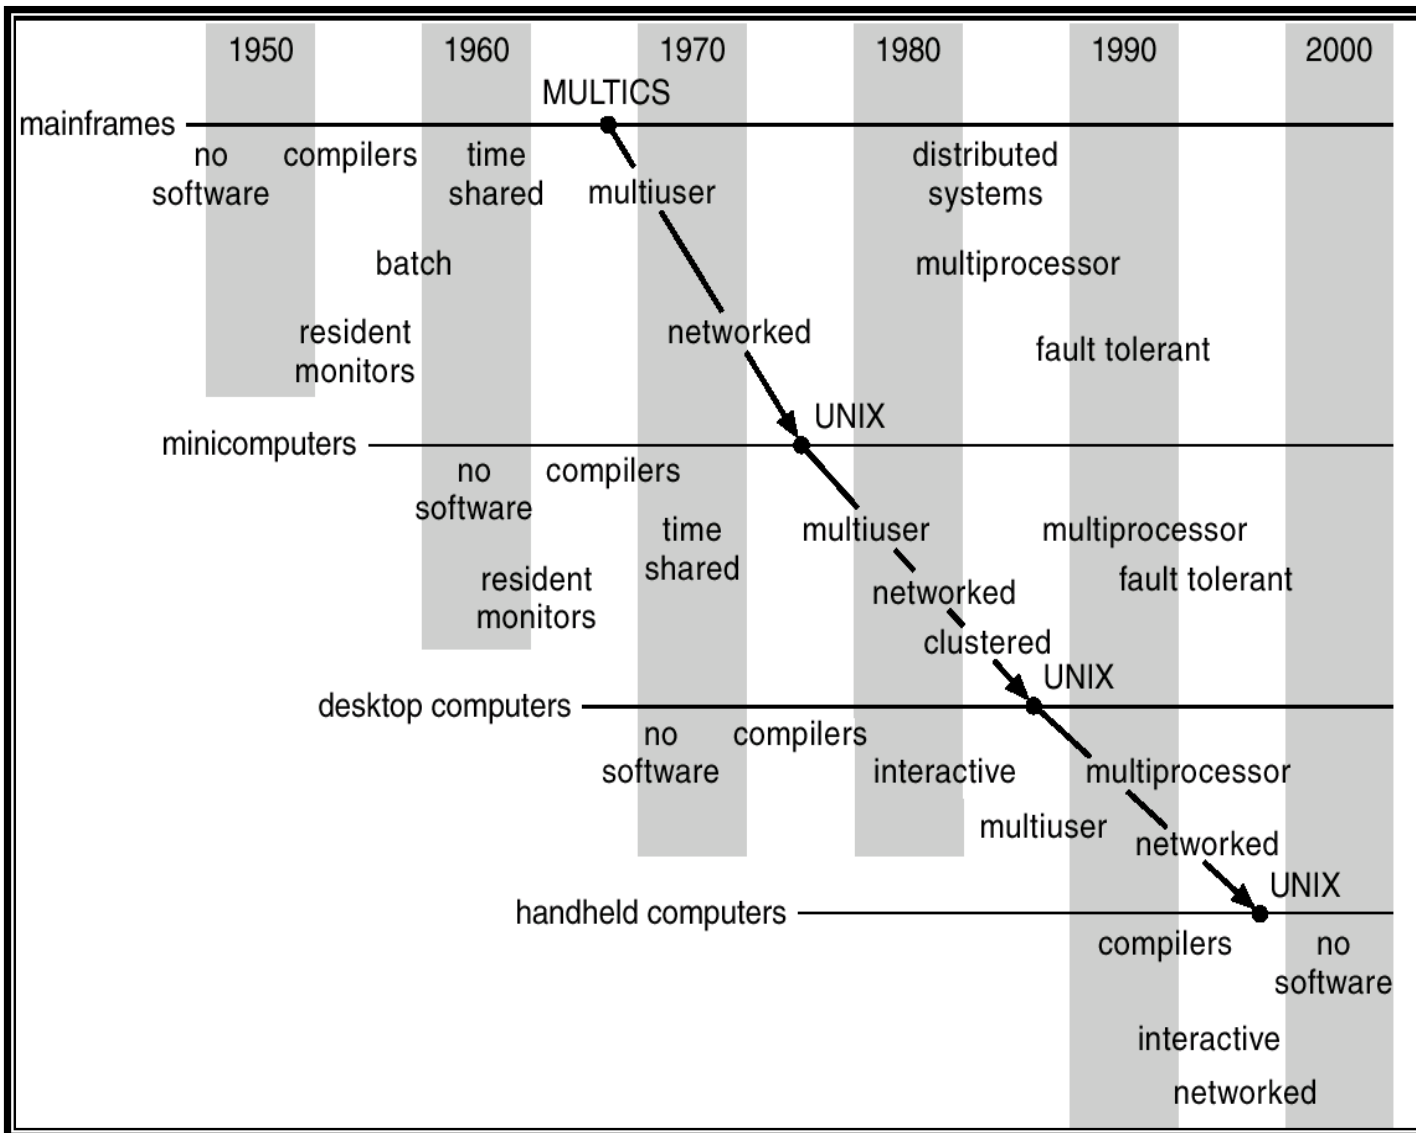 1950 1960 1970 1980 1990 2000
MULTICS
mainframes
no compilers time distributed
software shared multiuser systems
batch multiprocessor
resident networked fault tolerant
monitors
UNIX
minicomputers
no compilers
software time multiuser multiprocessor
resident shared networked fault tolerant
monitors
clustered
UNIX
desktop computers
no compilers
software interactive multiprocessor
multiuser networked
UNIX
handheld computers
compilers no
software
interactive
networked